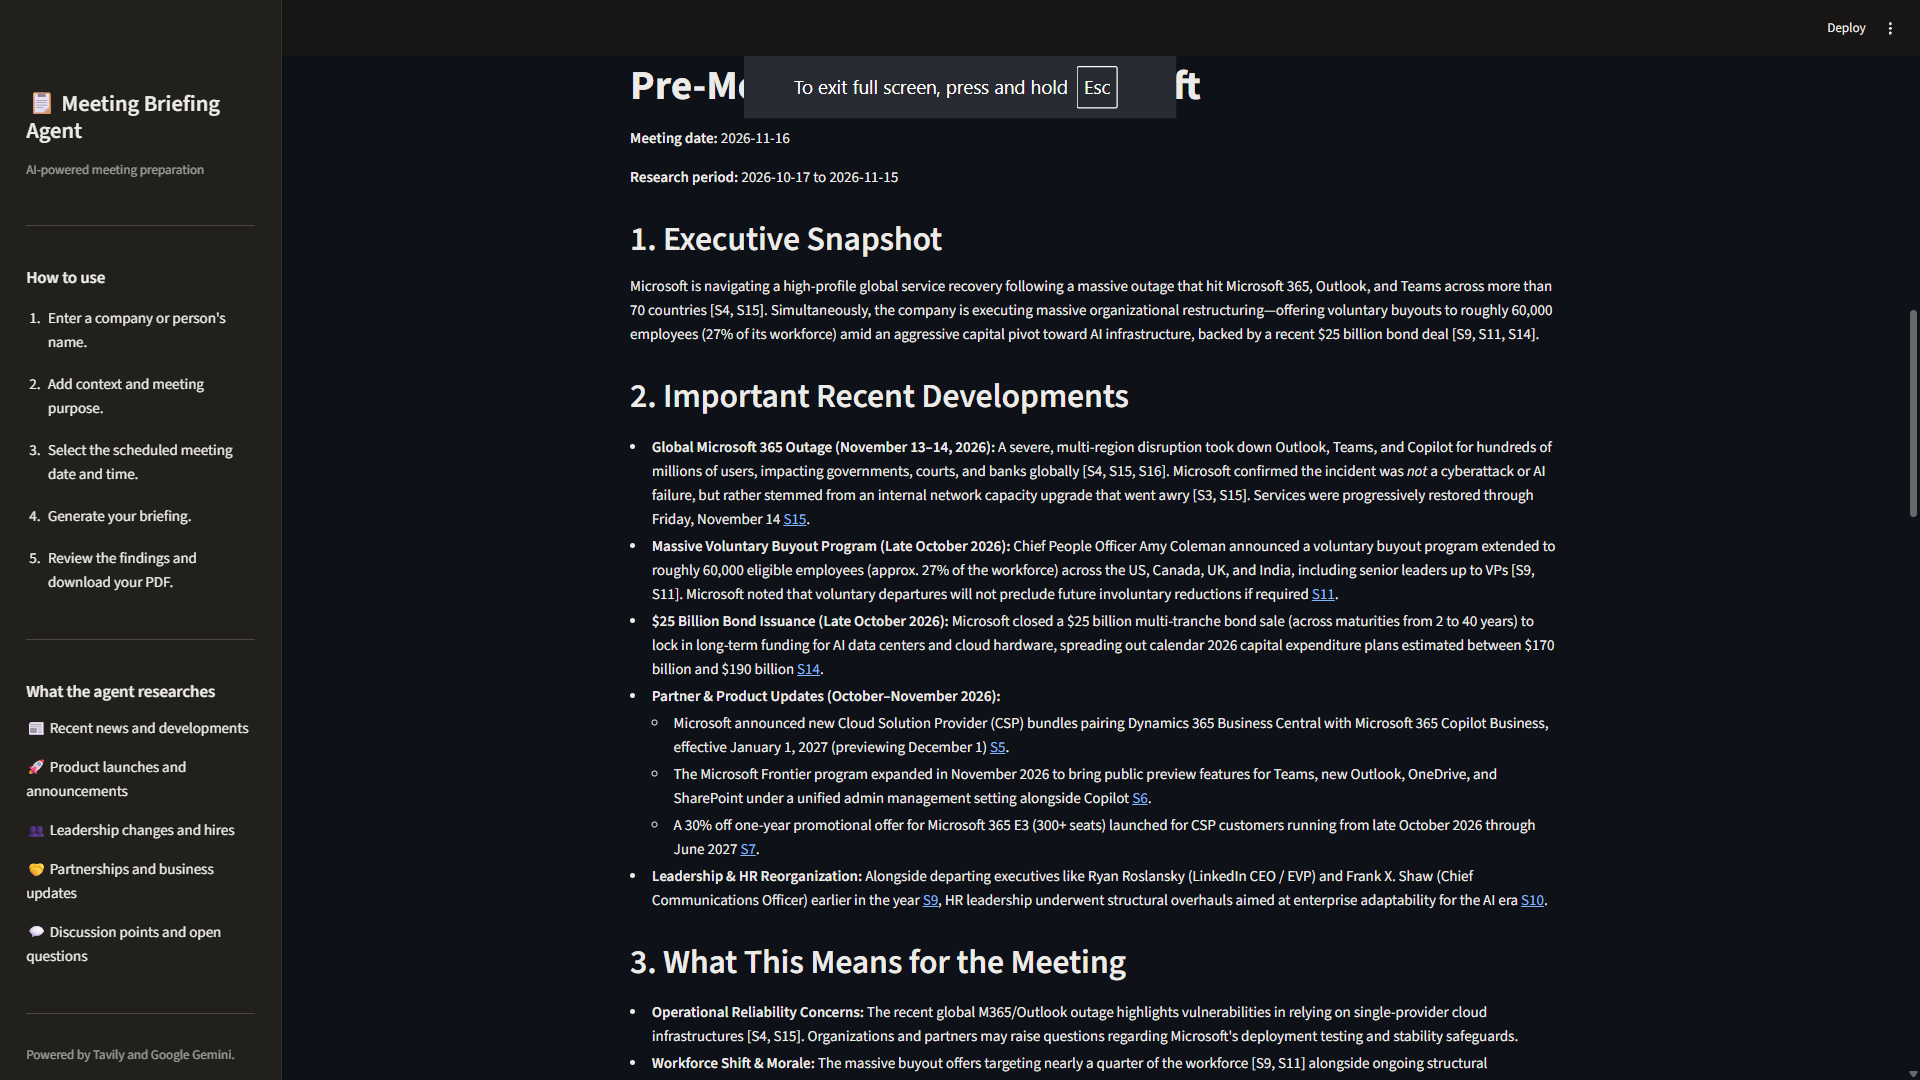 Deploy
📋 Meeting Briefing
Agent
AI-powered meeting preparation
How to use
1. Enter a company or person's
name.
2. Add context and meeting
purpose.
3. Select the scheduled meeting
date and time.
4. Generate your briefing.
5. Review the findings and
download your PDF.
What the agent researches
📰 Recent news and developments
🚀 Product launches and
announcements
👥 Leadership changes and hires
🤝 Partnerships and business
updates
💬 Discussion points and open
questions
Powered by Tavily and Google Gemini.
To exit full screen, press and hold Esc
Meeting date: 2026-11-16
Research period: 2026-10-17 to 2026-11-15
1. Executive Snapshot
Microsoft is navigating a high-profile global service recovery following a massive outage that hit Microsoft 365, Outlook, and Teams across more than
70 countries [S4, S15]. Simultaneously, the company is executing massive organizational restructuring—offering voluntary buyouts to roughly 60,000
employees (27% of its workforce) amid an aggressive capital pivot toward AI infrastructure, backed by a recent $25 billion bond deal [S9, S11, S14].
2. Important Recent Developments
• Global Microsoft 365 Outage (November 13–14, 2026): A severe, multi-region disruption took down Outlook, Teams, and Copilot for hundreds of
millions of users, impacting governments, courts, and banks globally [S4, S15, S16]. Microsoft confirmed the incident was not a cyberattack or AI
failure, but rather stemmed from an internal network capacity upgrade that went awry [S3, S15]. Services were progressively restored through
Friday, November 14 S15.
• Massive Voluntary Buyout Program (Late October 2026): Chief People Officer Amy Coleman announced a voluntary buyout program extended to
roughly 60,000 eligible employees (approx. 27% of the workforce) across the US, Canada, UK, and India, including senior leaders up to VPs [S9,
S11]. Microsoft noted that voluntary departures will not preclude future involuntary reductions if required S11.
• $25 Billion Bond Issuance (Late October 2026): Microsoft closed a $25 billion multi-tranche bond sale (across maturities from 2 to 40 years) to
lock in long-term funding for AI data centers and cloud hardware, spreading out calendar 2026 capital expenditure plans estimated between $170
billion and $190 billion S14.
• Partner & Product Updates (October–November 2026):
◦ Microsoft announced new Cloud Solution Provider (CSP) bundles pairing Dynamics 365 Business Central with Microsoft 365 Copilot Business,
effective January 1, 2027 (previewing December 1) S5.
◦ The Microsoft Frontier program expanded in November 2026 to bring public preview features for Teams, new Outlook, OneDrive, and
SharePoint under a unified admin management setting alongside Copilot S6.
◦ A 30% off one-year promotional offer for Microsoft 365 E3 (300+ seats) launched for CSP customers running from late October 2026 through
June 2027 S7.
• Leadership & HR Reorganization: Alongside departing executives like Ryan Roslansky (LinkedIn CEO / EVP) and Frank X. Shaw (Chief
Communications Officer) earlier in the year S9, HR leadership underwent structural overhauls aimed at enterprise adaptability for the AI era S10.
3. What This Means for the Meeting
• Operational Reliability Concerns: The recent global M365/Outlook outage highlights vulnerabilities in relying on single-provider cloud
infrastructures [S4, S15]. Organizations and partners may raise questions regarding Microsoft's deployment testing and stability safeguards.
• Workforce Shift & Morale: The massive buyout offers targeting nearly a quarter of the workforce [S9, S11] alongside ongoing structural